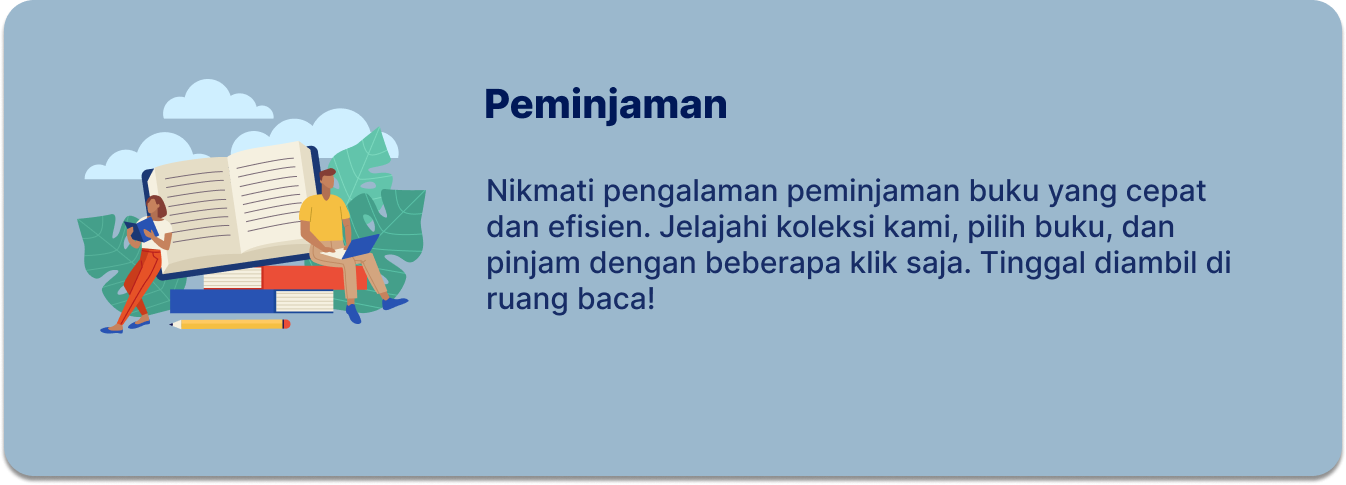 Peminjaman
Nikmati pengalaman peminjaman buku yang cepat
dan efisien. Jelajahi koleksi kami, pilih buku, dan
pinjam dengan beberapa klik saja. Tinggal diambil di
ruang baca!